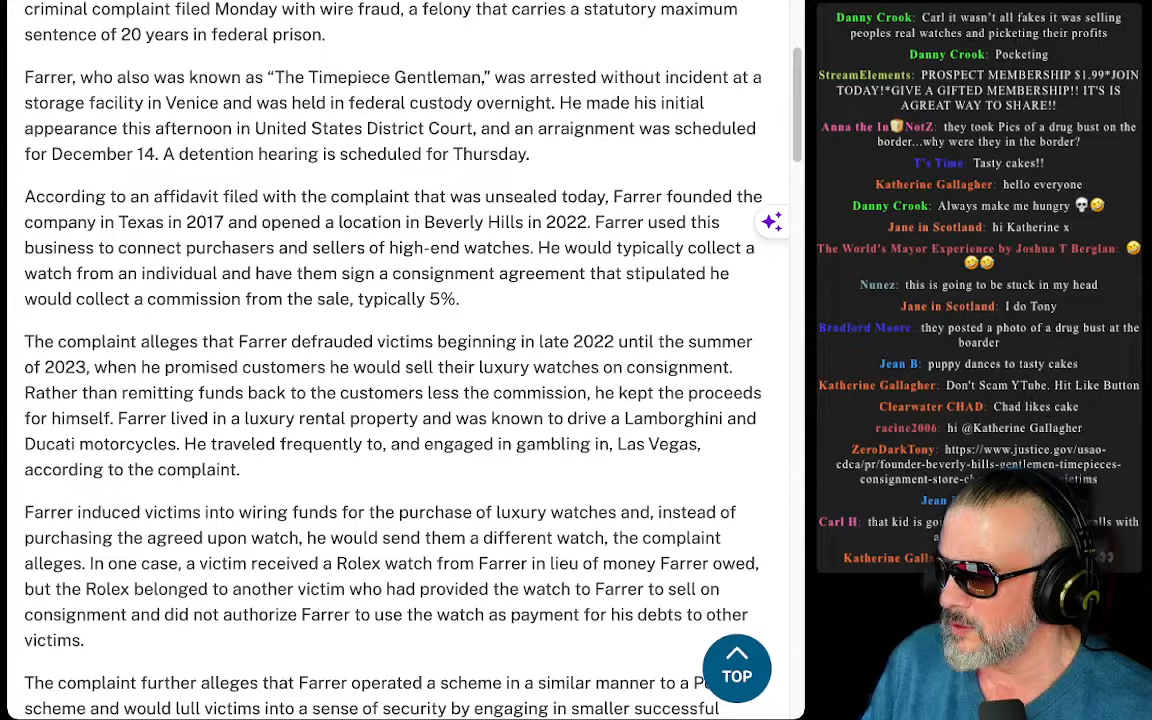 criminal complaint filed Monday with wire fraud, a felony that carries a statutory maximum
sentence of 20 years in federal prison.
Farrer, who also was known as “The Timepiece Gentleman,” was arrested without incident at a
storage facility in Venice and was held in federal custody overnight. He made his initial
appearance this afternoon in United States District Court, and an arraignment was scheduled
for December 14. A detention hearing is scheduled for Thursday.
According to an affidavit filed with the complaint that was unsealed today, Farrer founded the
company in Texas in 2017 and opened a location in Beverly Hills in 2022. Farrer used this
business to connect purchasers and sellers of high-end watches. He would typically collect a
watch from an individual and have them sign a consignment agreement that stipulated he
would collect a commission from the sale, typically 5%.
The complaint alleges that Farrer defrauded victims beginning in late 2022 until the summer
of 2023, when he promised customers he would sell their luxury watches on consignment.
Rather than remitting funds back to the customers less the commission, he kept the proceeds
for himself. Farrer lived in a luxury rental property and was known to drive a Lamborghini and
Ducati motorcycles. He traveled frequently to, and engaged in gambling in, Las Vegas,
according to the complaint.
Farrer induced victims into wiring funds for the purchase of luxury watches and, instead of
purchasing the agreed upon watch, he would send them a different watch, the complaint
alleges. In one case, a victim received a Rolex watch from Farrer in lieu of money Farrer owed,
but the Rolex belonged to another victim who had provided the watch to Farrer to sell on
consignment and did not authorize Farrer to use the watch as payment for his debts to other
victims.
The complaint further alleges that Farrer operated a scheme in a similar manner to a
scheme and would lull victims into a sense of security by engaging in smaller successful
TOP
Danny Crook: Carl it wasn’t all fakes it was selling
peoples real watches and picketing their profits
Danny Crook: Pocketing
StreamElements: PROSPECT MEMBERSHIP $1.99*JOIN
TODAY!*GIVE A GIFTED MEMBERSHIP!! IT'S IS
AGREAT WAY TO SHARE!!
Anna the In🍞NotZ: they took Pics of a drug bust on the
border...why were they in the border?
T's Time: Tasty cakes!!
Katherine Gallagher: hello everyone
Danny Crook: Always make me hungry 💀🤣
Jane in Scotland: hi Katherine x
The World's Mayor Experience by Joshua T Berglan: 🤣
🤣🤣
Nunez: this is going to be stuck in my head
Jane in Scotland: I do Tony
Bradford Moore: they posted a photo of a drug bust at the
boarder
Jean B: puppy dances to tasty cakes
Katherine Gallagher: Don't Scam YTube. Hit Like Button
Clearwater CHAD: Chad likes cake
racine2006: hi @Katherine Gallagher
ZeroDarkTony: https://www.justice.gov/usao-
cdca/pr/founder-beverly-hills-gentlemen-timepieces-
consignment-store-
Jean
Carl H: that kid is with
Katherine